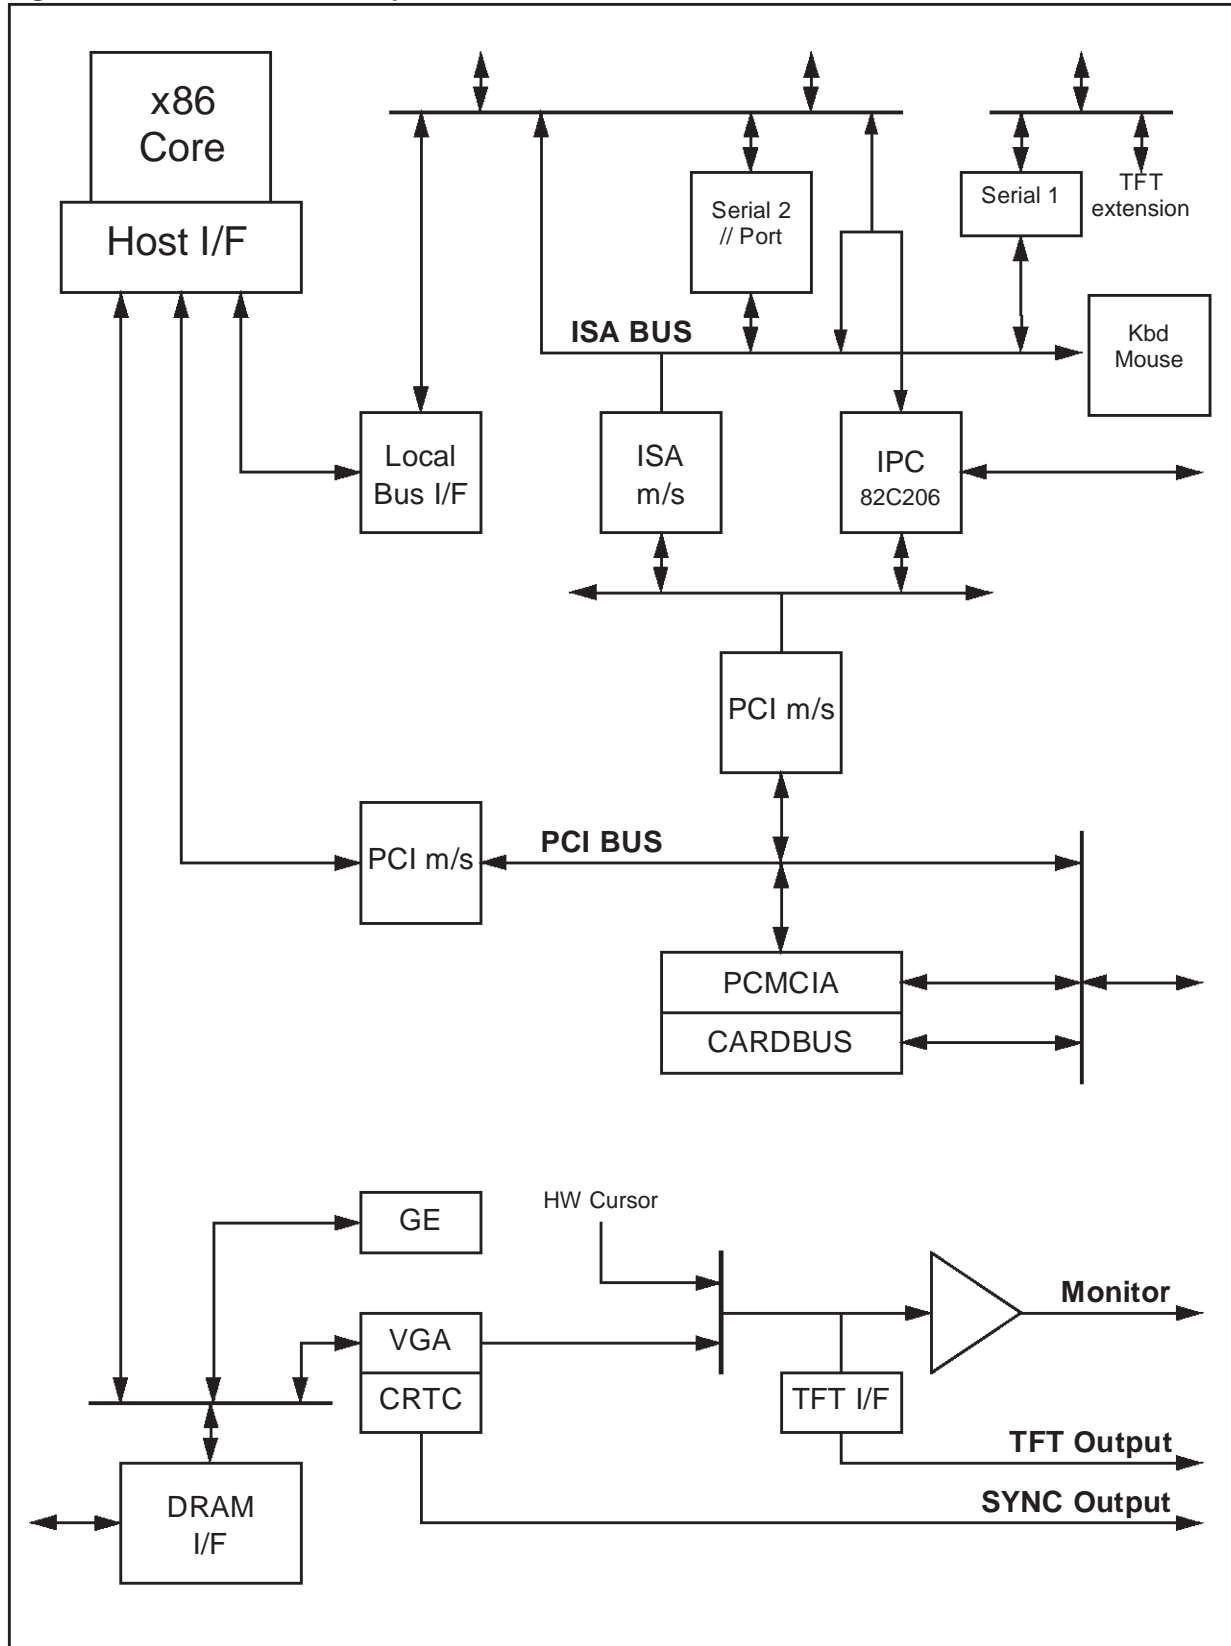 x86
Core
Host I/F
Serial 2
// Port
Serial 1
TFT
extension
ISA BUS
Kbd
Mouse
Local
Bus I/F
ISA
m/s
IPC
82C206
PCI m/s
PCI m/s
PCI BUS
PCMCIA
CARDBUS
GE
HW Cursor
VGA
CRTC
Monitor
TFT I/F
TFT Output
SYNC Output
DRAM
I/F